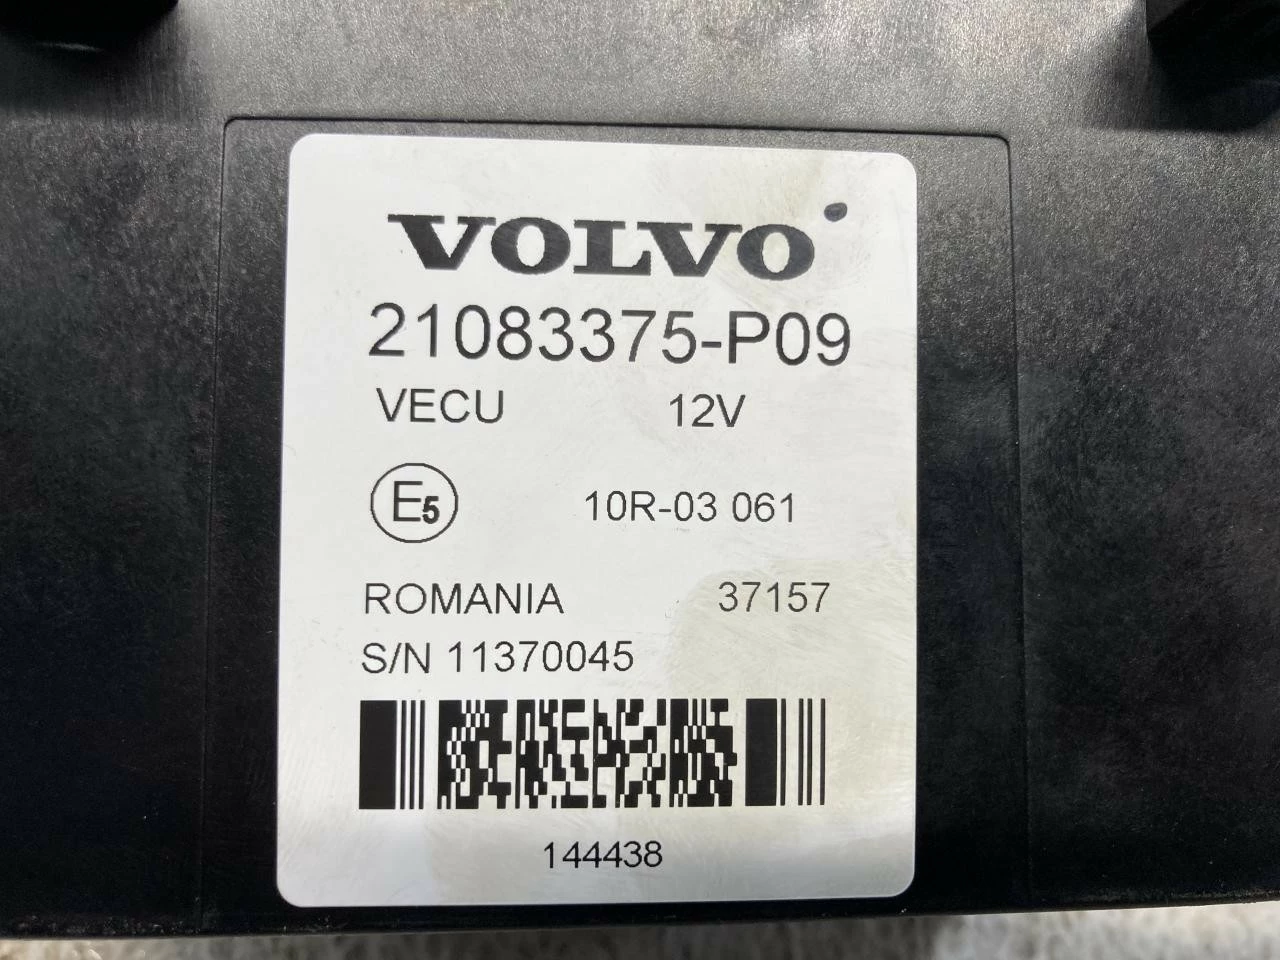 VOLVO
21083375-P09
VECU 12V
E5 10R-03 061
ROMANIA 37157
S/N 11370045
144438